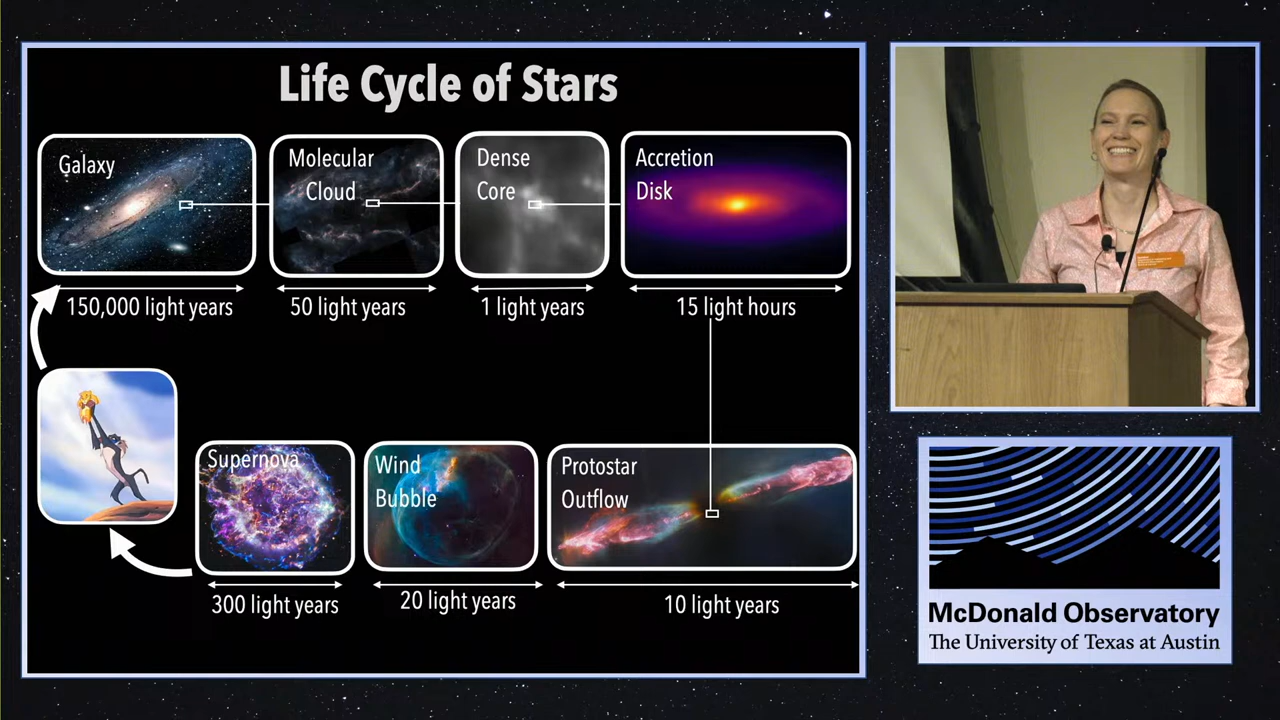 Life Cycle of Stars
Galaxy
Molecular
Cloud
Dense
Core
Accretion
Disk
150,000 light years
50 light years
1 light years
15 light hours
Supernova
Wind
Bubble
Protostar
Outflow
300 light years
20 light years
10 light years
McDonald Observatory
The University of Texas at Austin